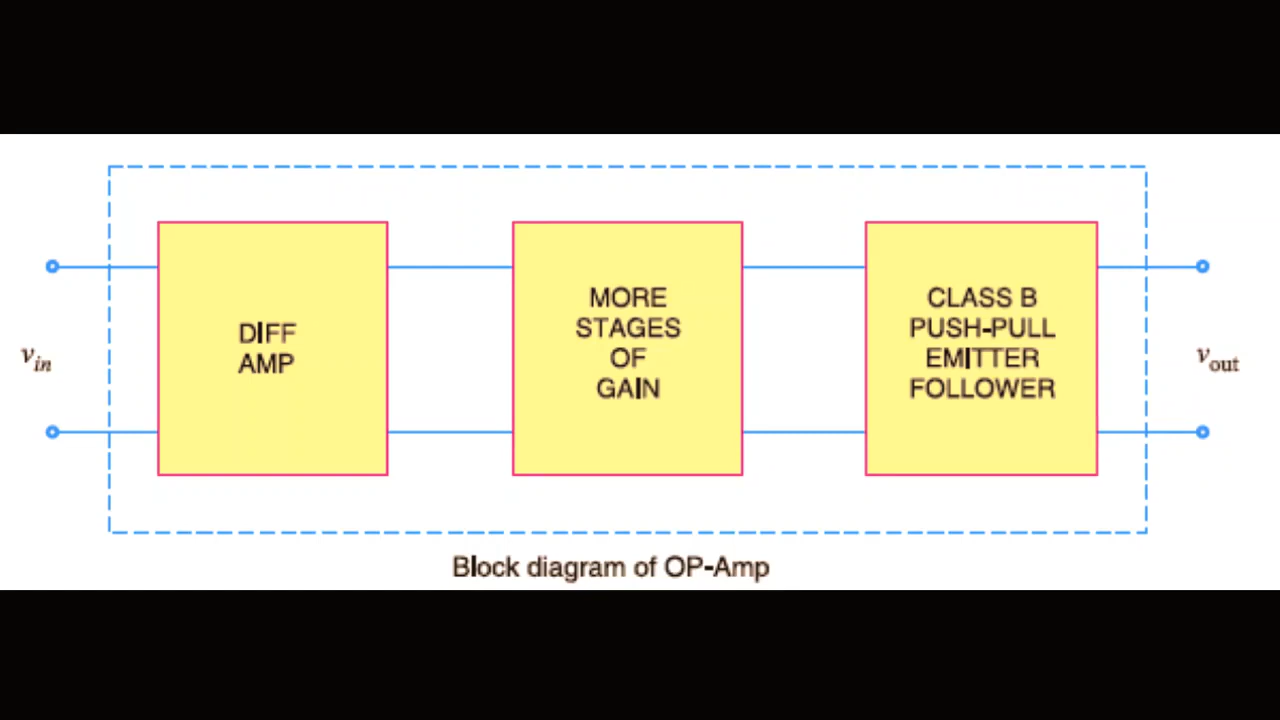 DIFF
AMP
MORE
STAGES
OF
GAIN
CLASS B
PUSH-PULL
EMITTER
FOLLOWER
v_in
v_out
Block diagram of OP-Amp